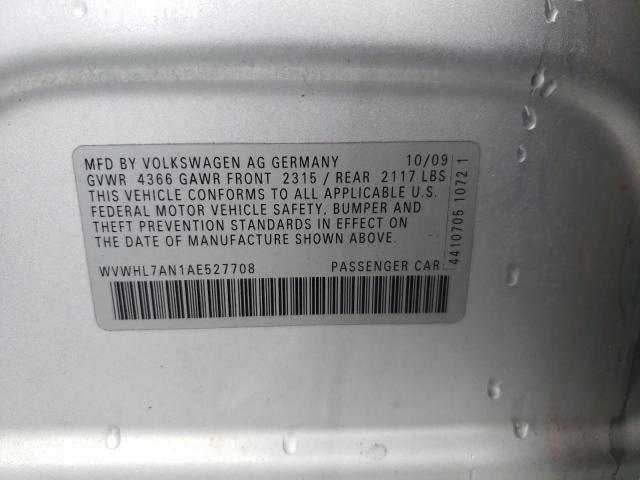 MFD BY VOLKSWAGEN AG GERMANY 10/09
GVWR 4366 GAWR FRONT 2315 / REAR 2117 LBS
THIS VEHICLE CONFORMS TO ALL APPLICABLE U.S.
FEDERAL MOTOR VEHICLE SAFETY, BUMPER AND
THEFT PREVENTION STANDARDS IN EFFECT ON
THE DATE OF MANUFACTURE SHOWN ABOVE.
WVWHL7AN1AE527708 PASSENGER CAR
4410705 1072 1